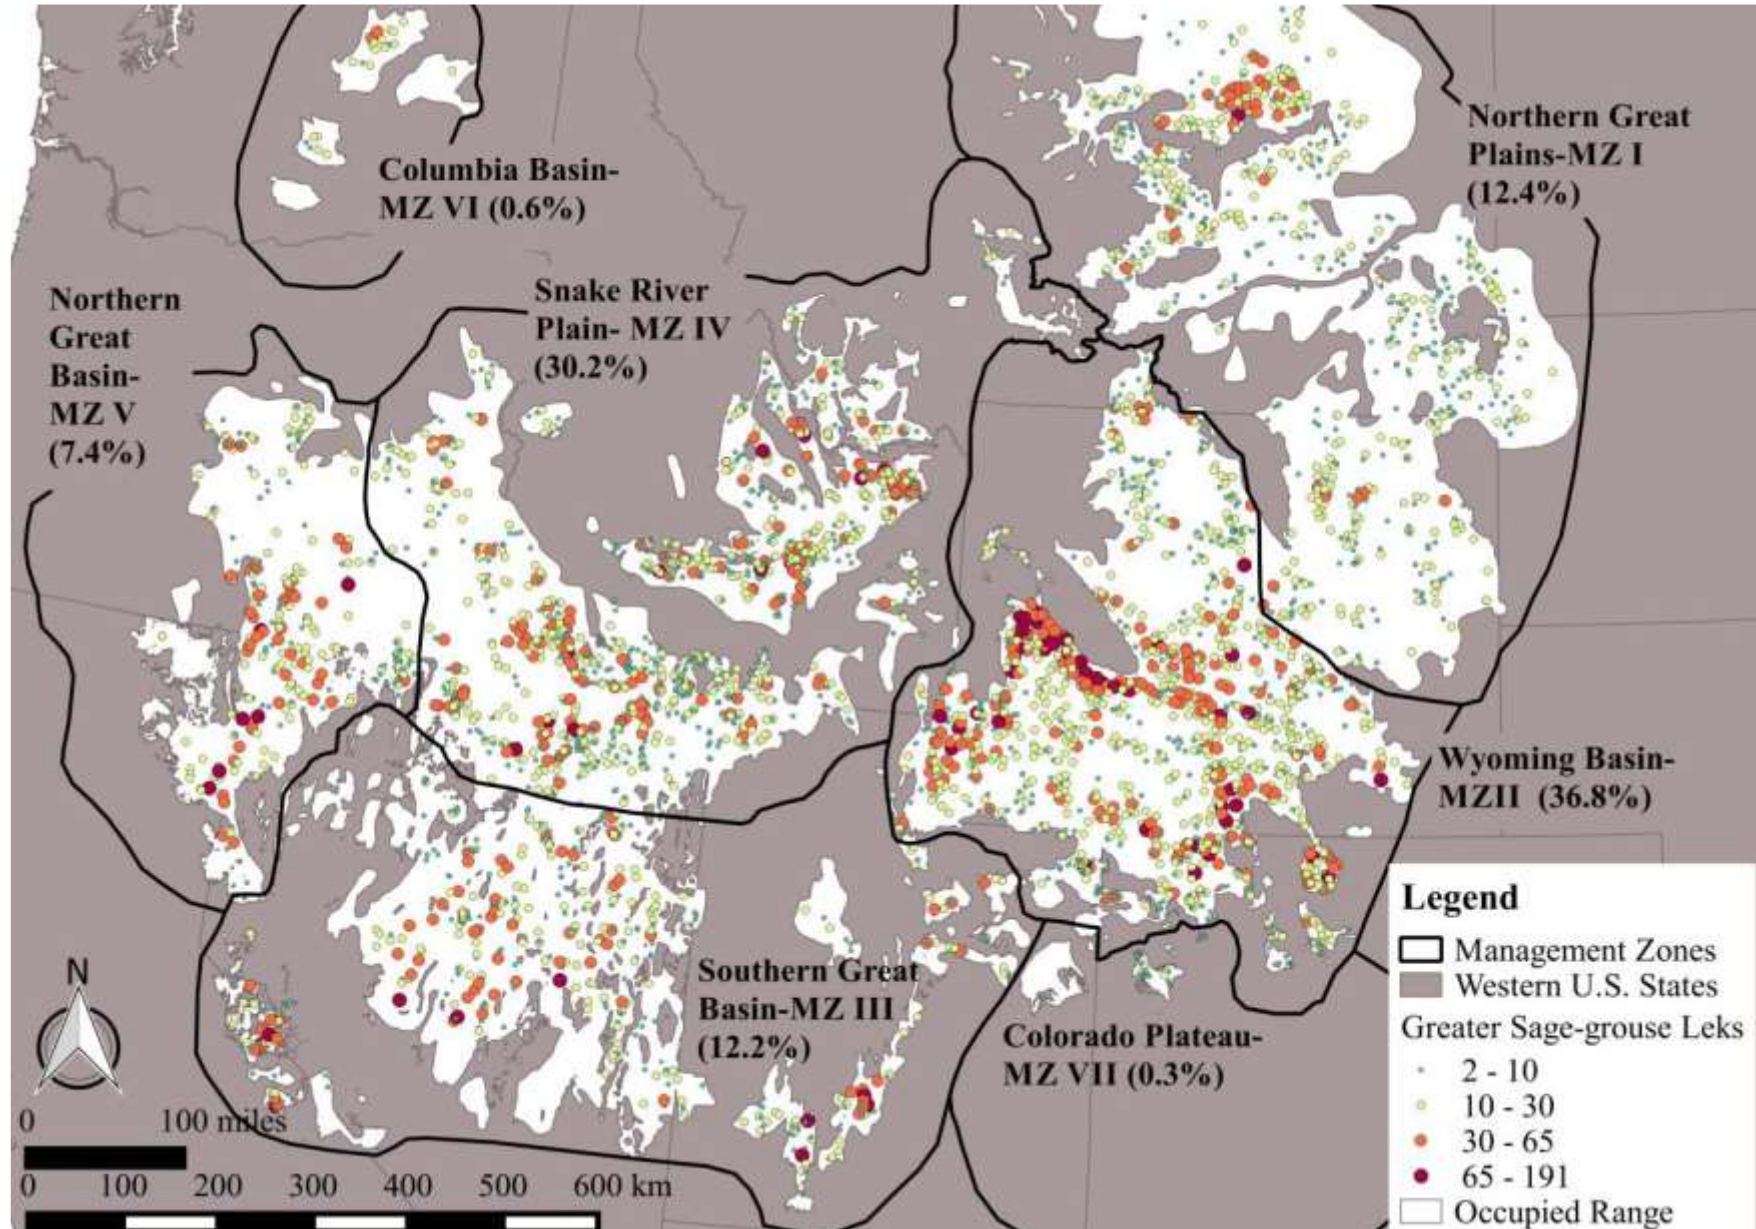 Northern Great
Plains-MZ I
(12.4%)
Columbia Basin-
MZ VI (0.6%)
Snake River
Plain- MZ IV
(30.2%)
Northern
Great
Basin-
MZ V
(7.4%)
Wyoming Basin-
MZII (36.8%)
Southern Great
Basin-MZ III
(12.2%)
Colorado Plateau-
MZ VII (0.3%)
N
0 100 miles
0 100 200 300 400 500 600 km
Legend
Management Zones
Western U.S. States
Greater Sage-grouse Leks
2 - 10
10 - 30
30 - 65
65 - 191
Occupied Range